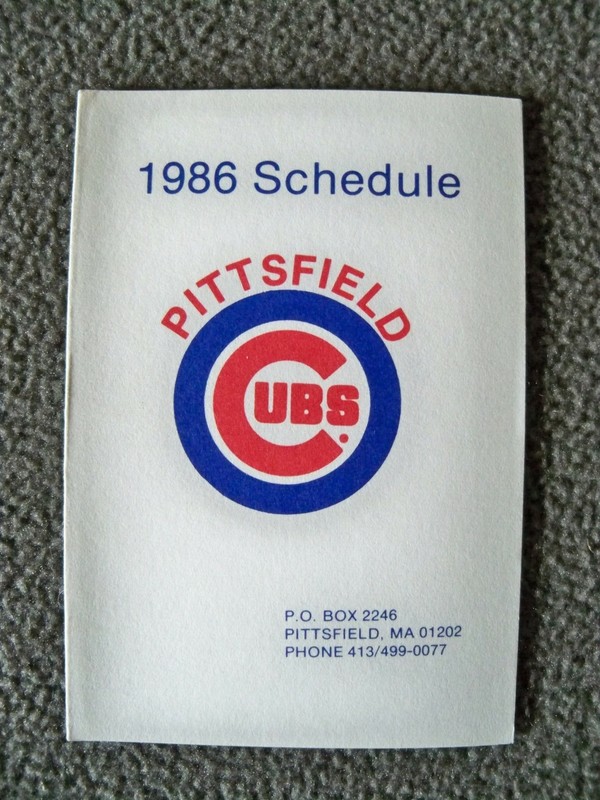 1986 Schedule
PITTSFIELD
CUBS
P.O. BOX 2246
PITTSFIELD, MA 01202
PHONE 413/499-0077